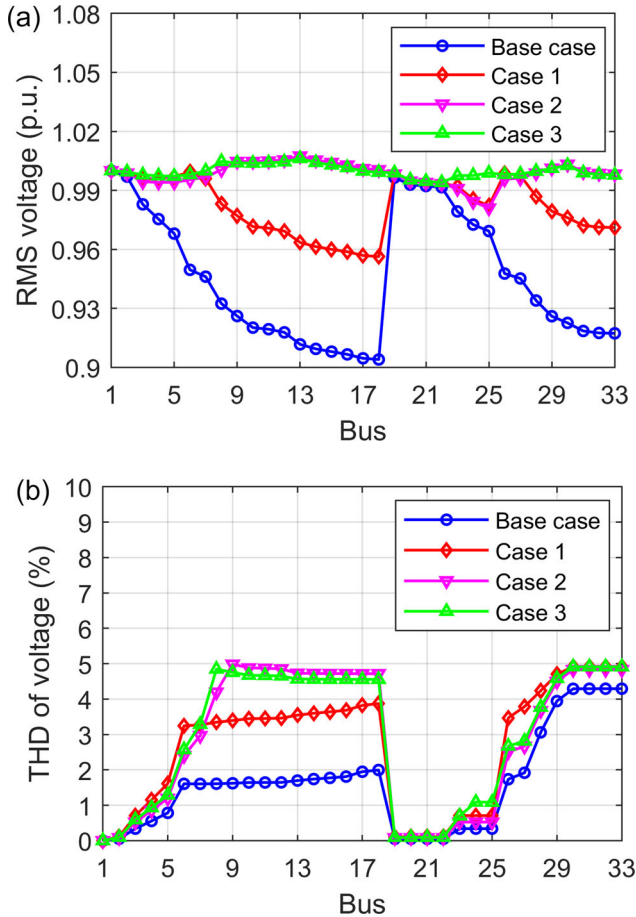 (a)
1.08
1.05
1.02
0.99
0.96
0.93
0.9
RMS voltage (p.u.)
Base case
Case 1
Case 2
Case 3
1 5 9 13 17 21 25 29 33
Bus
(b)
10
9
8
7
6
5
4
3
2
1
0
THD of voltage (%)
Base case
Case 1
Case 2
Case 3
1 5 9 13 17 21 25 29 33
Bus